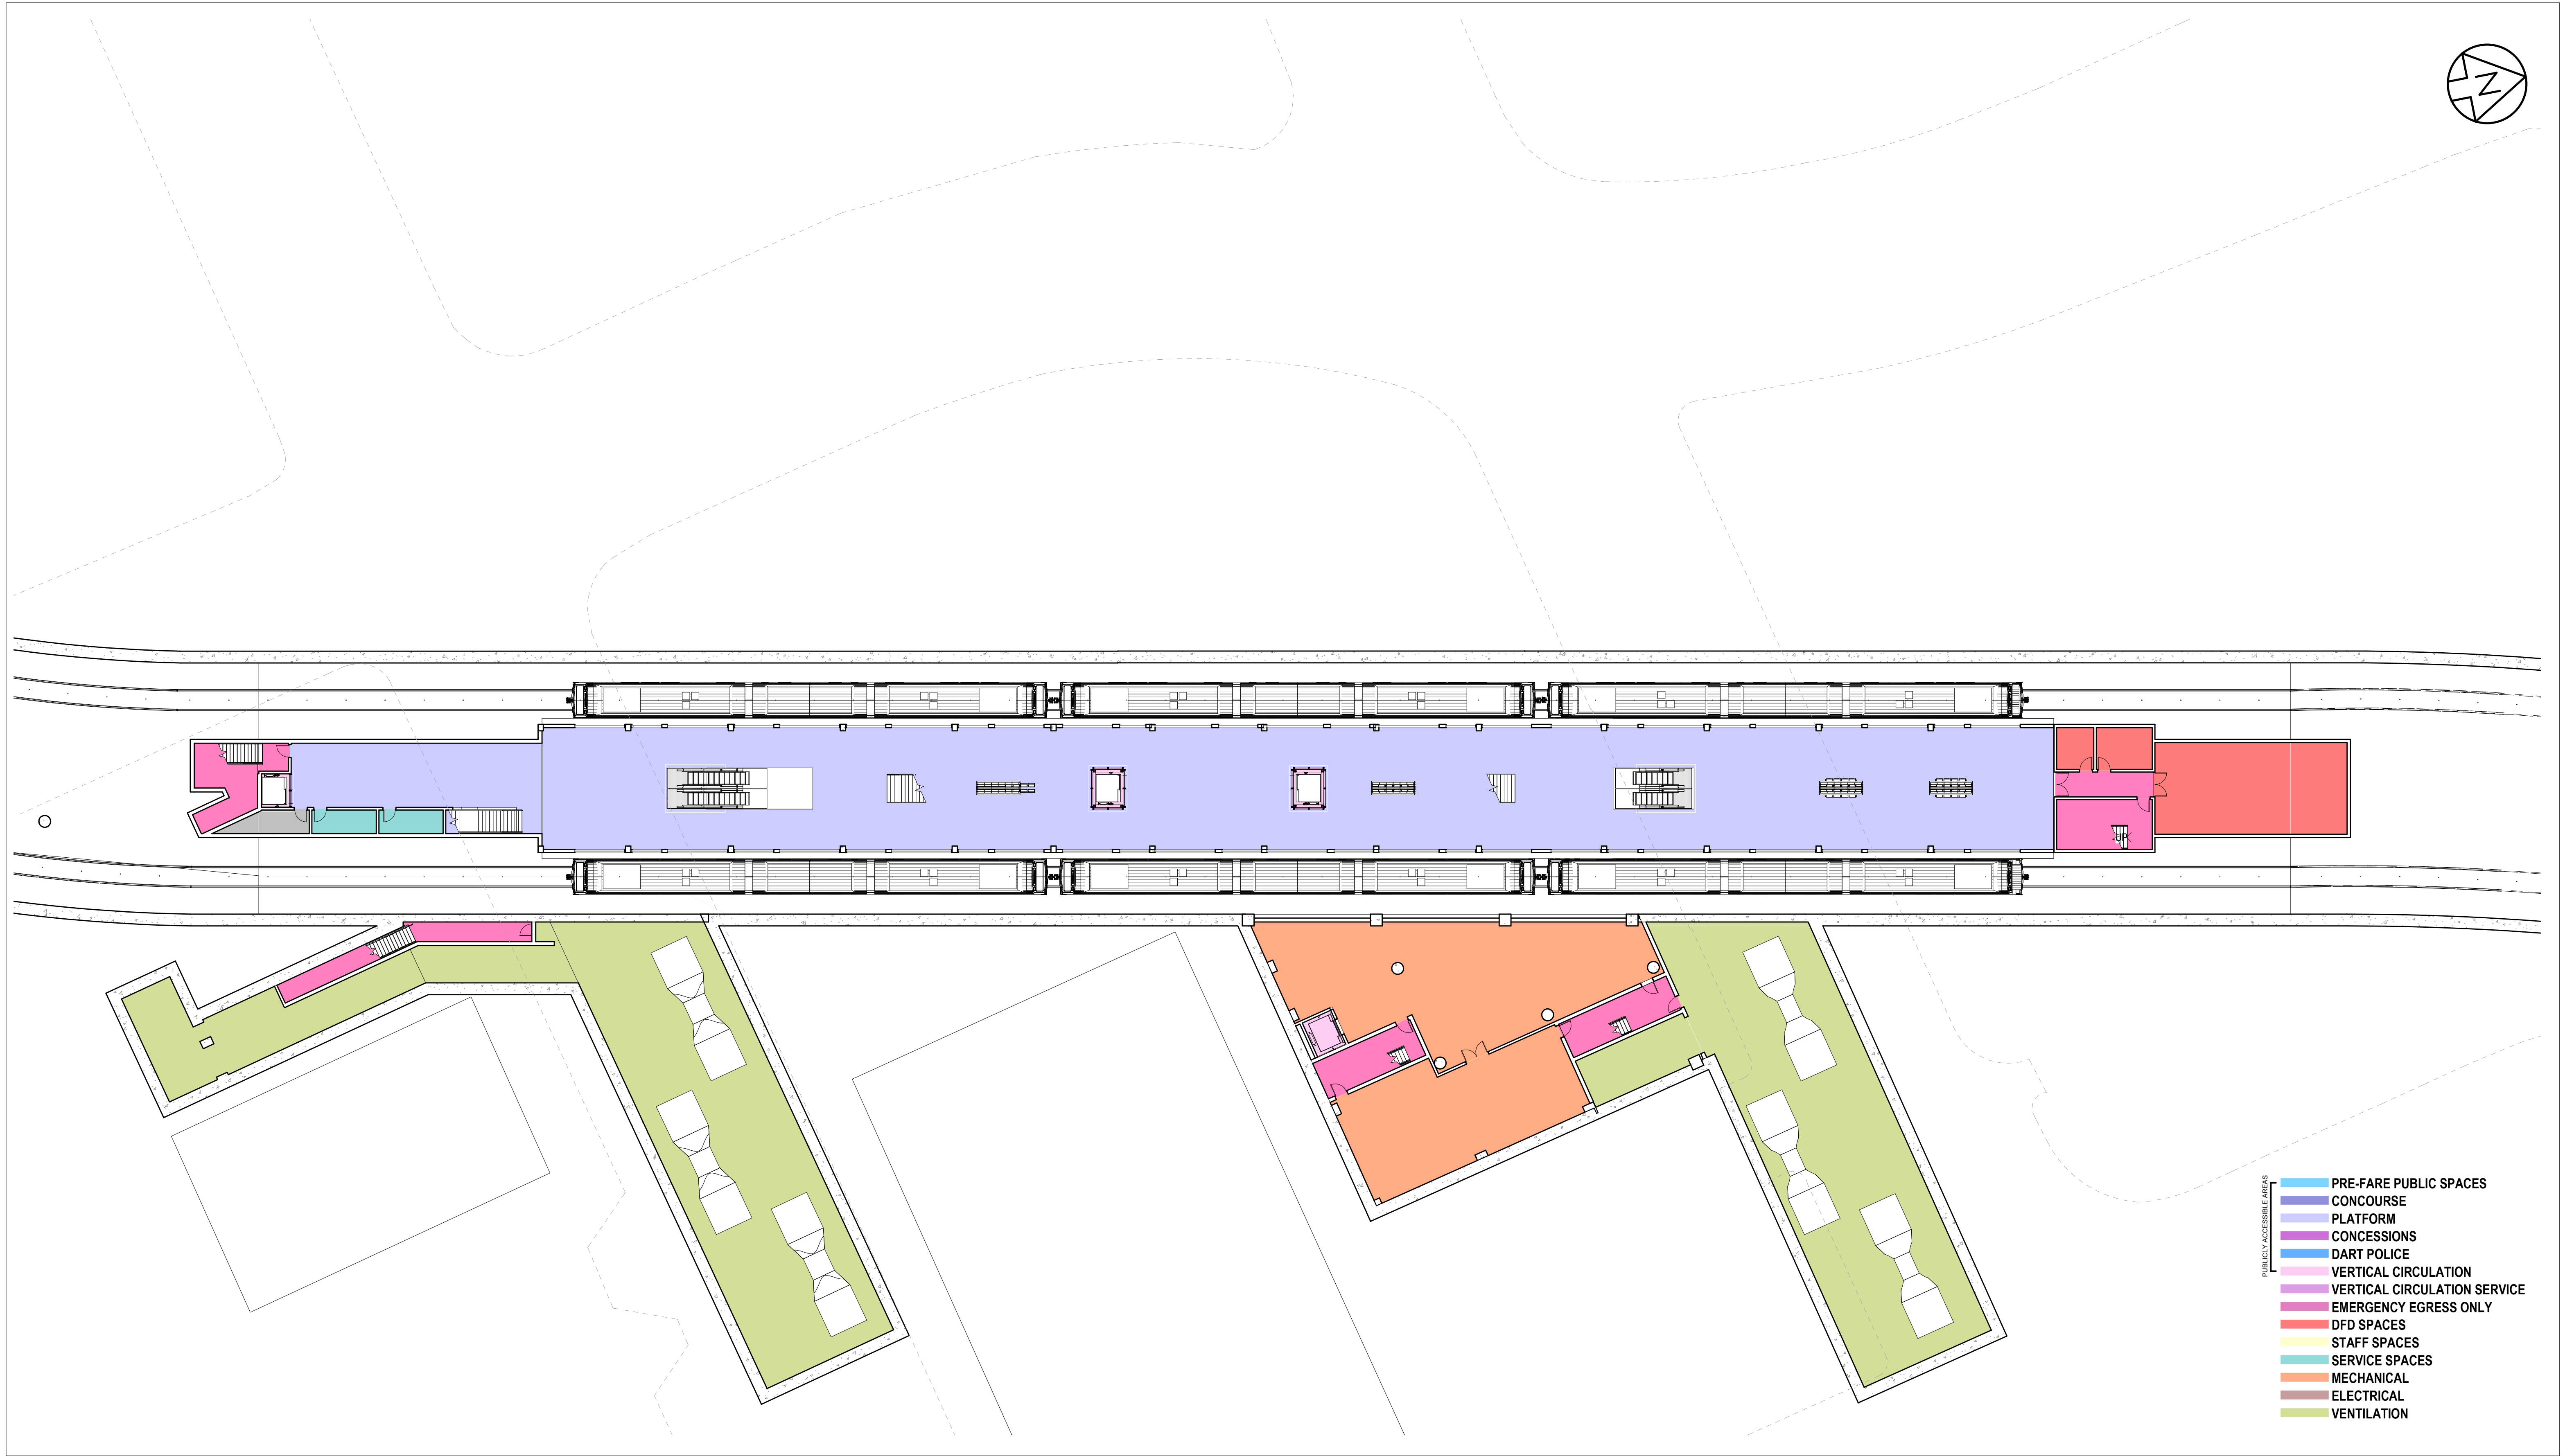 N
UP
PUBLICLY ACCESSIBLE AREAS
PRE-FARE PUBLIC SPACES
CONCOURSE
PLATFORM
CONCESSIONS
DART POLICE
VERTICAL CIRCULATION
VERTICAL CIRCULATION SERVICE
EMERGENCY EGRESS ONLY
DFD SPACES
STAFF SPACES
SERVICE SPACES
MECHANICAL
ELECTRICAL
VENTILATION